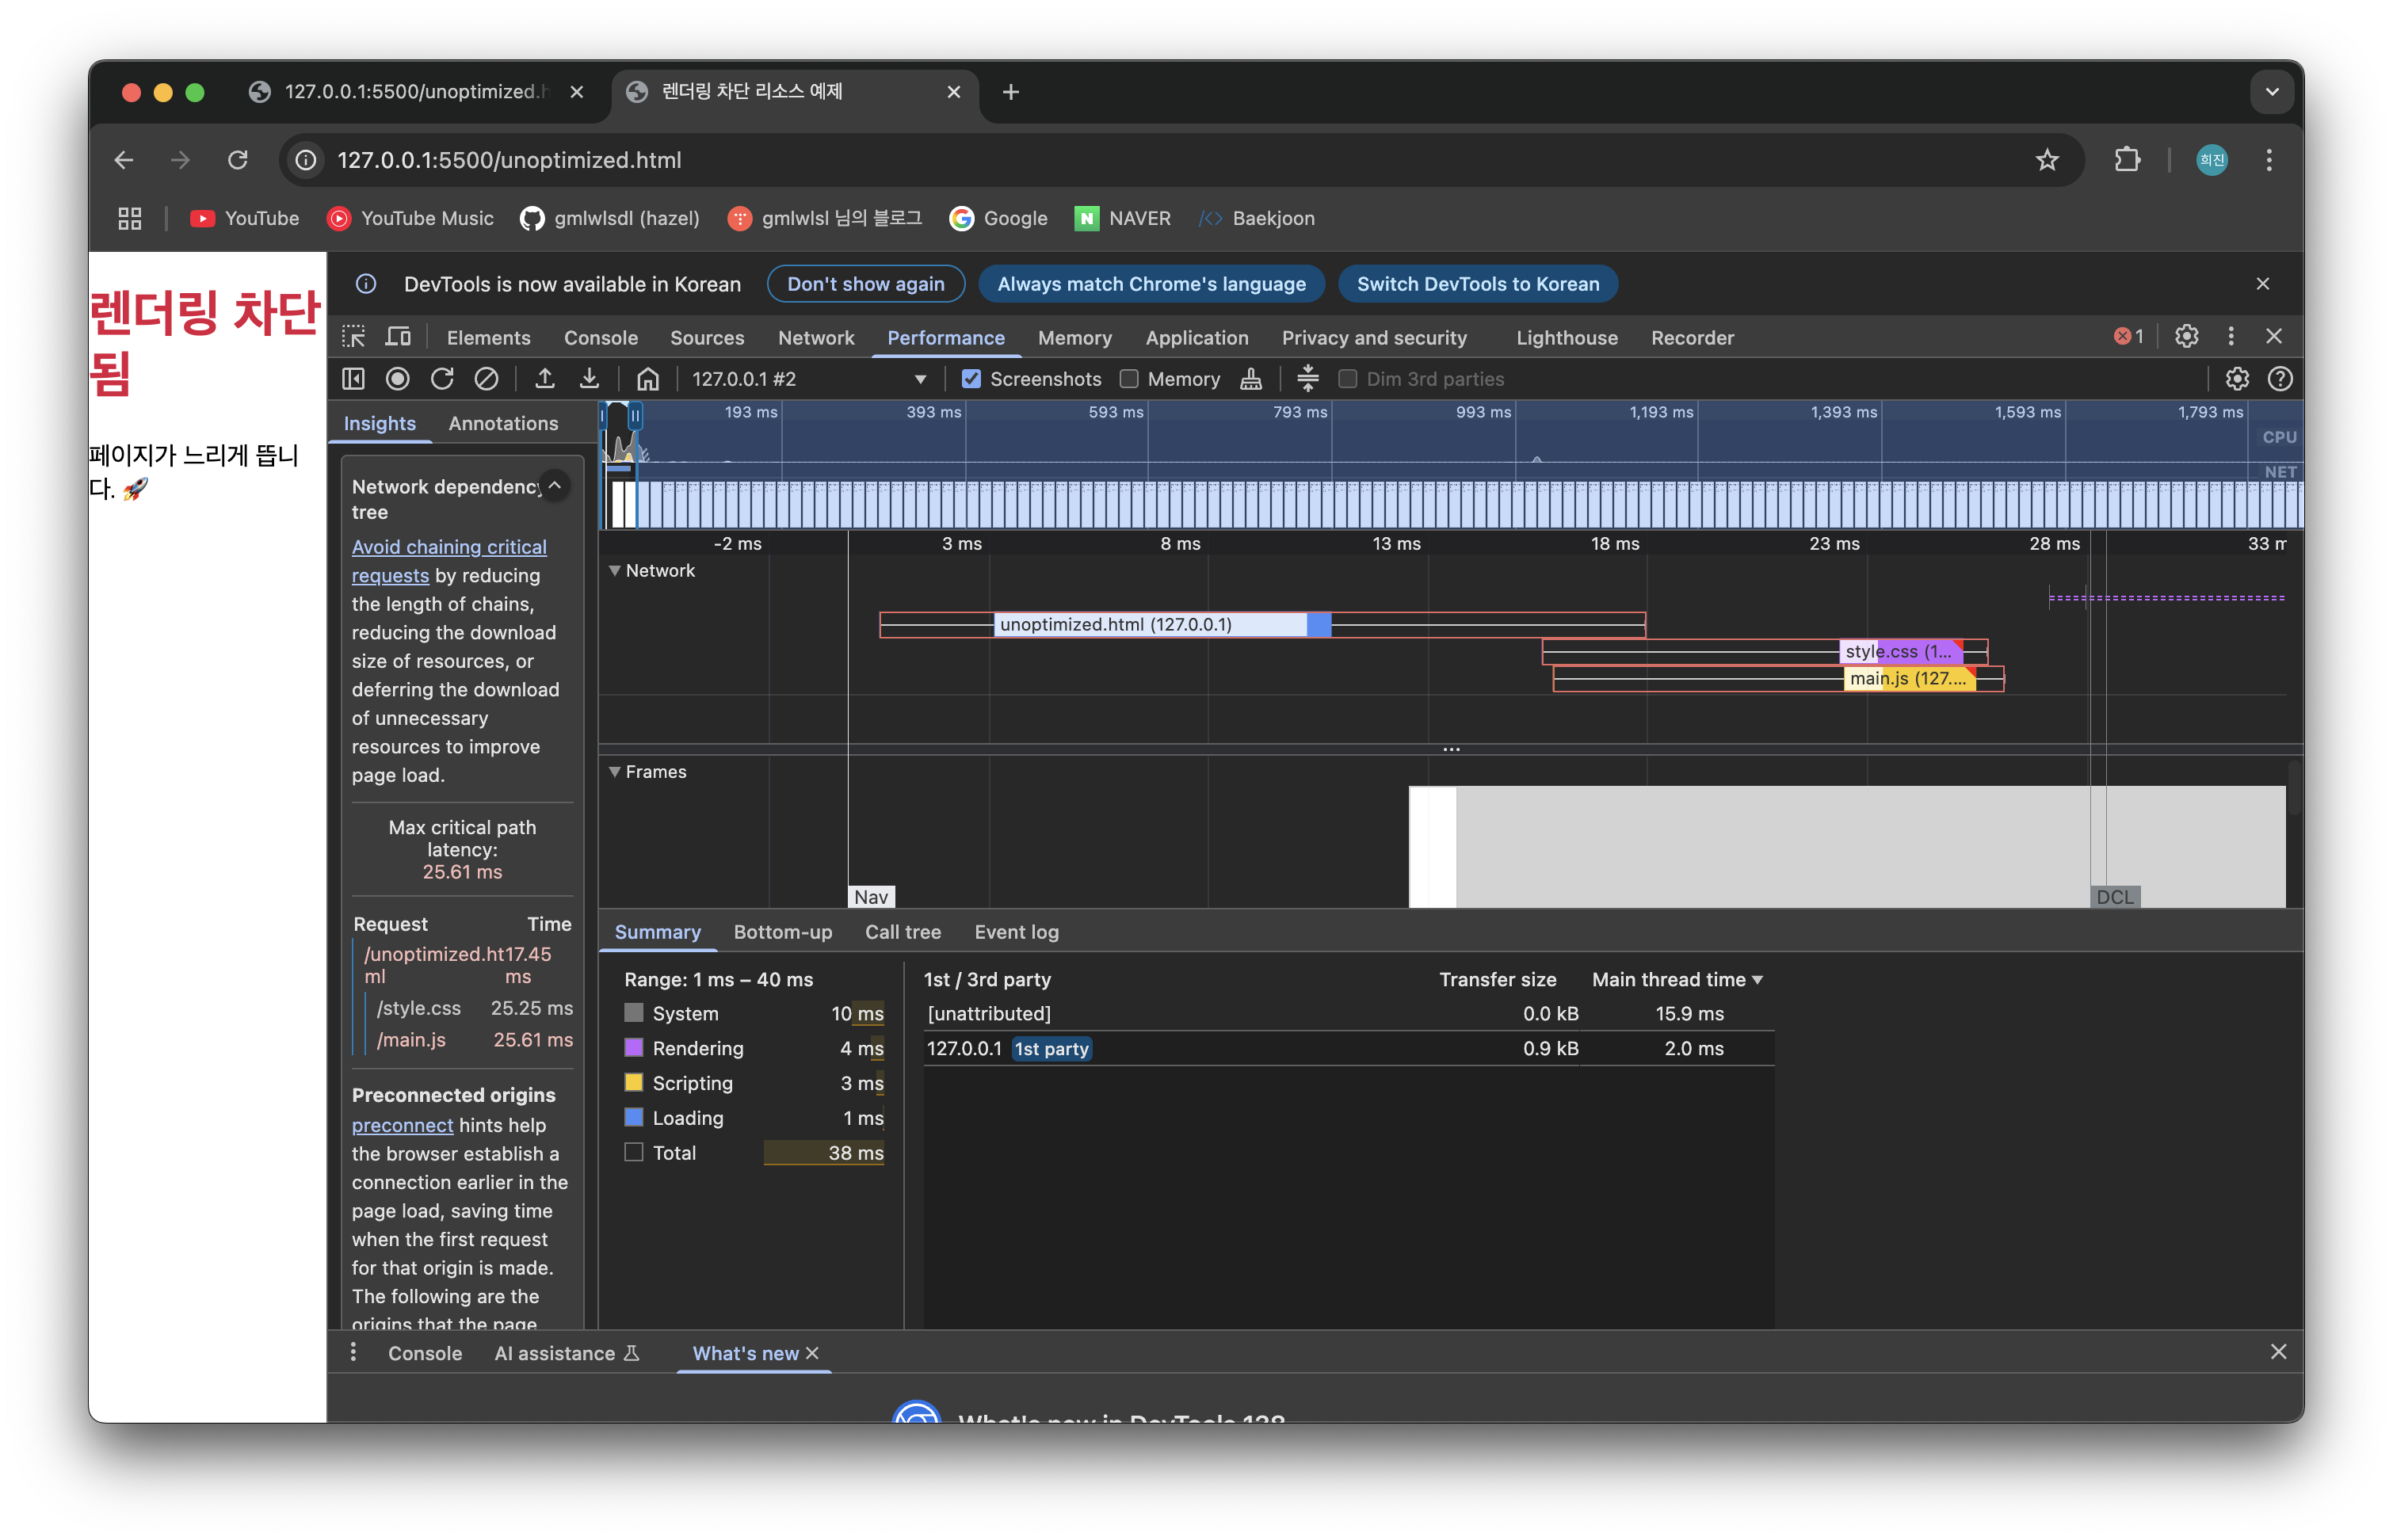 127.0.0.1:5500/unoptimized.h
렌더링 차단 리소스 예제
127.0.0.1:5500/unoptimized.html
희진
YouTube
YouTube Music
gmlwlsdl (hazel)
gmlwlsl 님의 블로그
Google
NAVER
Baekjoon
렌더링 차단
됨
페이지가 느리게 뜹니
다. 🚀
DevTools is now available in Korean
Don't show again
Always match Chrome's language
Switch DevTools to Korean
Elements
Console
Sources
Network
Performance
Memory
Application
Privacy and security
Lighthouse
Recorder
1
127.0.0.1 #2
Screenshots
Memory
Dim 3rd parties
Insights
Annotations
193 ms
393 ms
593 ms
793 ms
993 ms
1,193 ms
1,393 ms
1,593 ms
1,793 ms
CPU
NET
Network dependency
tree
Avoid chaining critical
requests by reducing
the length of chains,
reducing the download
size of resources, or
deferring the download
of unnecessary
resources to improve
page load.
Max critical path
latency:
25.61 ms
Request Time
/unoptimized.ht 17.45
ml ms
/style.css 25.25 ms
/main.js 25.61 ms
Preconnected origins
preconnect hints help
the browser establish a
connection earlier in the
page load, saving time
when the first request
for that origin is made.
The following are the
origins that the page
-2 ms
3 ms
8 ms
13 ms
18 ms
23 ms
28 ms
33 m
Network
unoptimized.html (127.0.0.1)
style.css (1...
main.js (127....
Frames
Nav
DCL
Summary
Bottom-up
Call tree
Event log
Range: 1 ms – 40 ms
System 10 ms
Rendering 4 ms
Scripting 3 ms
Loading 1 ms
Total 38 ms
1st / 3rd party Transfer size Main thread time
[unattributed] 0.0 kB 15.9 ms
127.0.0.1 1st party 0.9 kB 2.0 ms
Console
AI assistance
What's new
What's new in DevTools 138